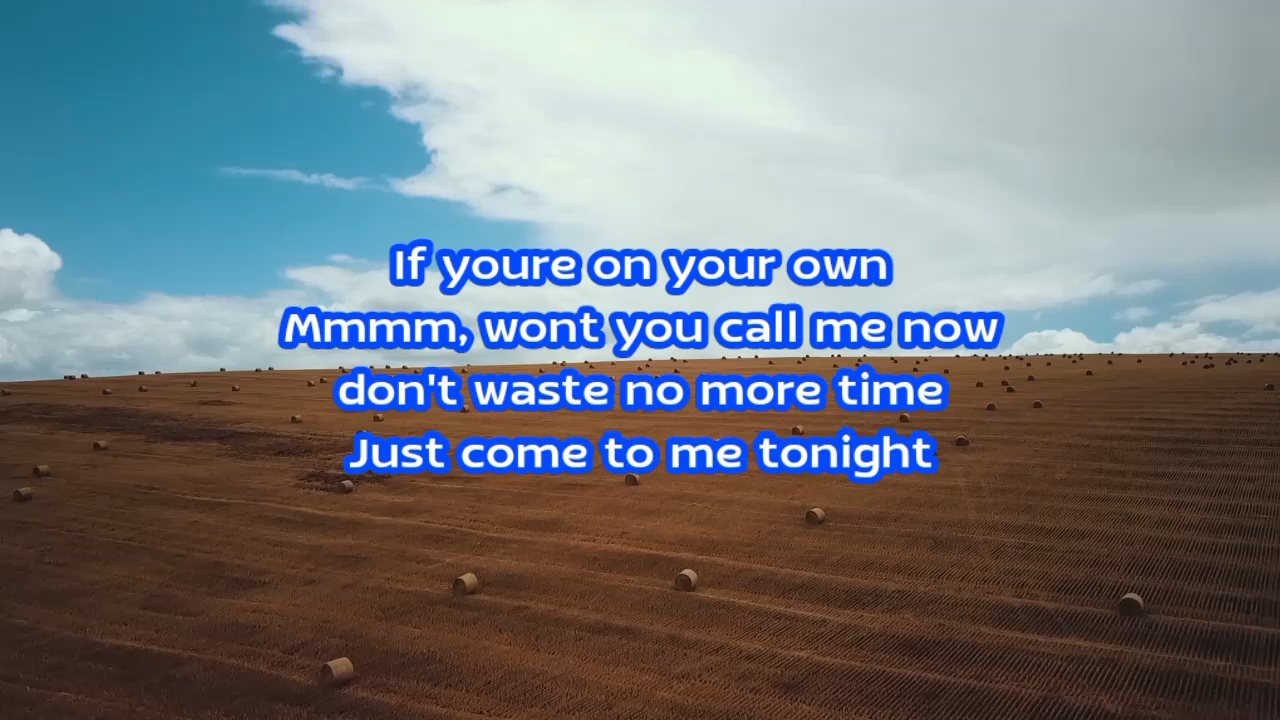 If youre on your own
Mmmm, wont you call me now
don't waste no more time
Just come to me tonight